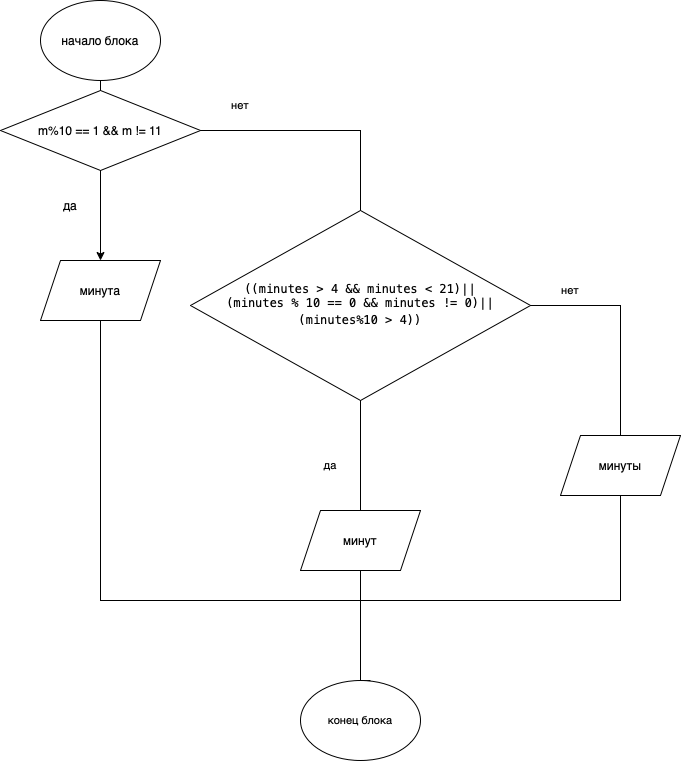 начало блока
m%10 == 1 && m != 11
нет
да
минута
((minutes > 4 && minutes < 21)||
(minutes % 10 == 0 && minutes != 0)||
(minutes%10 > 4))
нет
да
минуты
минут
конец блока